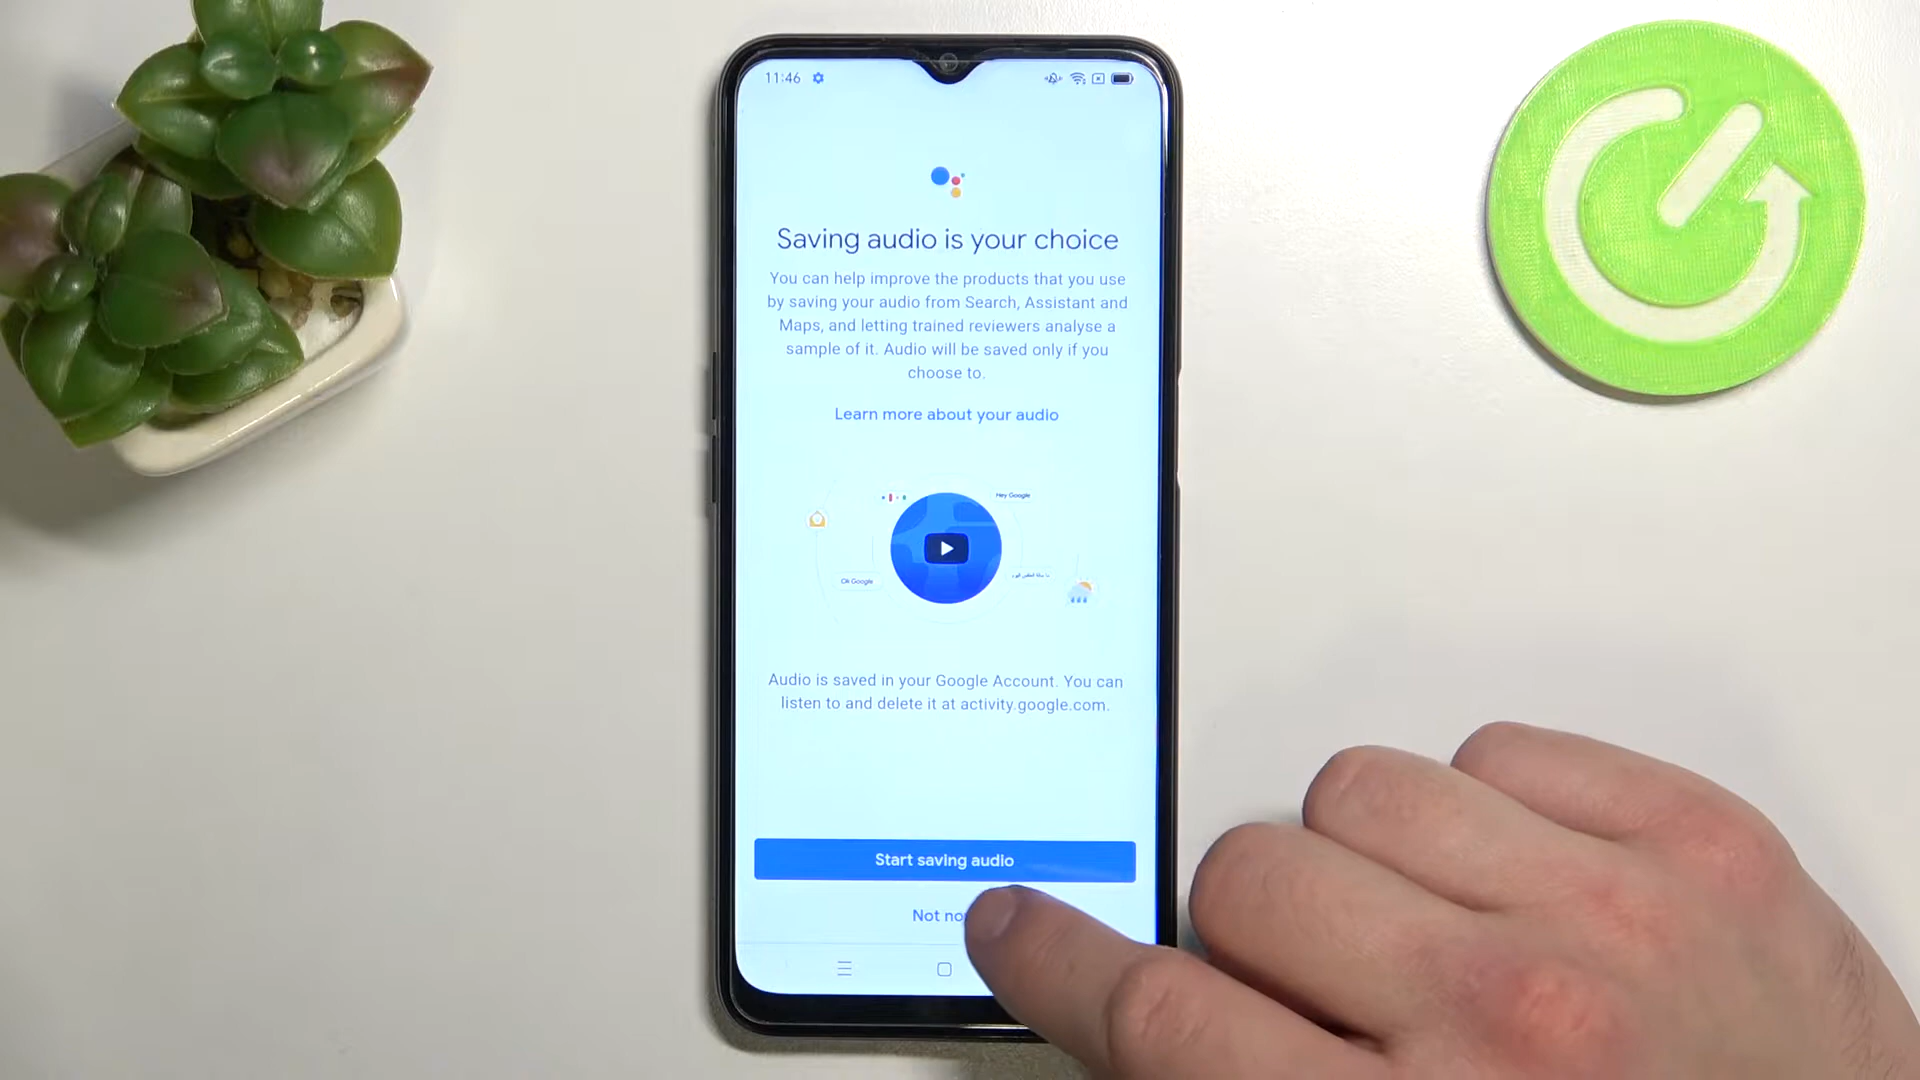 11:46
Saving audio is your choice
You can help improve the products that you use
by saving your audio from Search, Assistant and
Maps, and letting trained reviewers analyse a
sample of it. Audio will be saved only if you
choose to.
Learn more about your audio
Hey Google
Ok Google
Audio is saved in your Google Account. You can
listen to and delete it at activity.google.com.
Start saving audio
Not